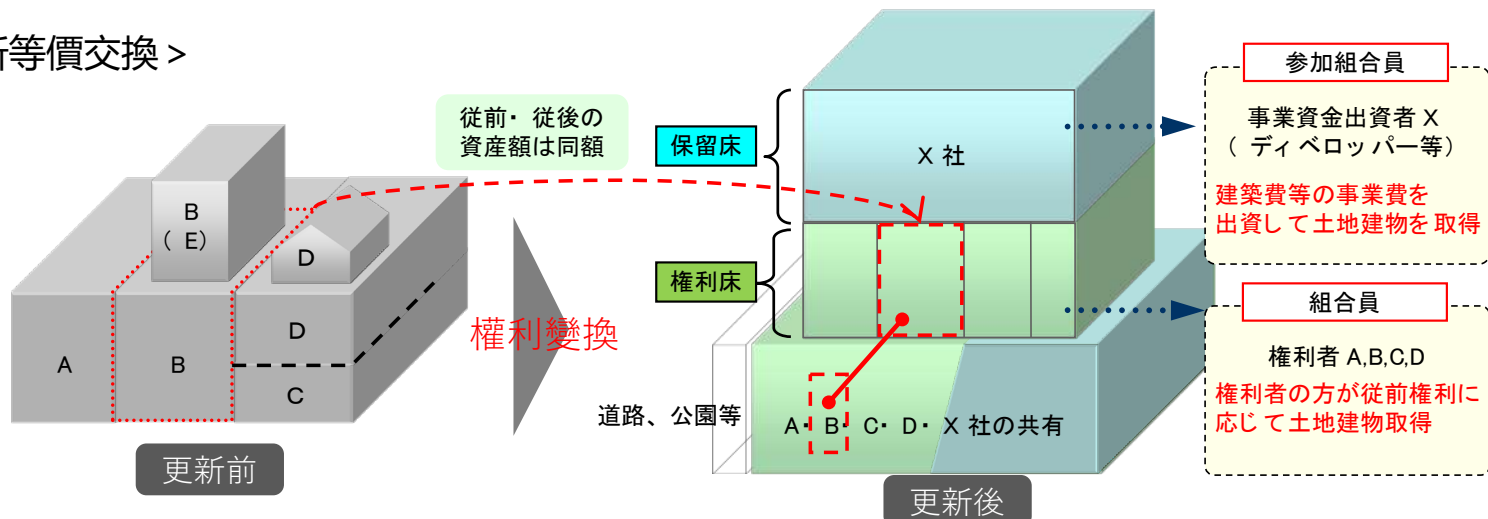 等價交換 >
従前・従後の
資産額は同額
B
( E)
D
A
B
D
C
更新前
權利變換
保留床
権利床
X 社
道路、公園等
A・ B・ C・ D・ X 社の共有
更新後
参加組合員
事業資金出資者 X
( ディベロッパー等)
建築費等の事業費を
出資して土地建物を取得
組合員
権利者 A,B,C,D
権利者の方が従前権利に
応じて土地建物取得